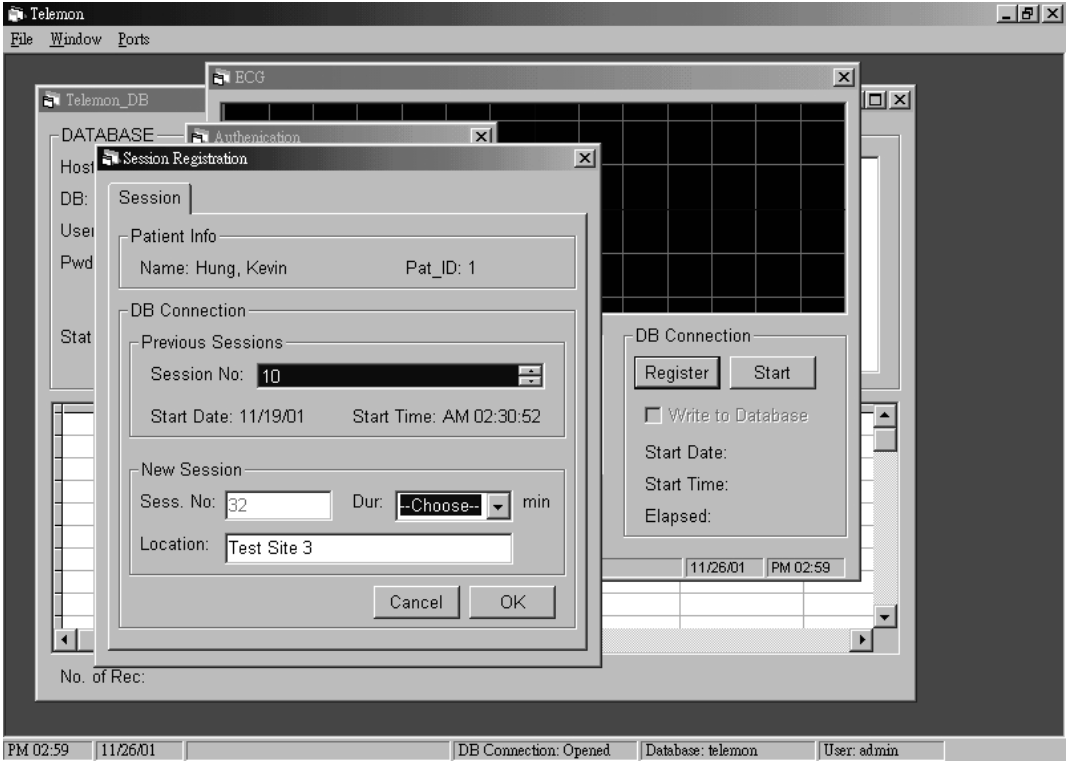 Telemon
File Window Ports
ECG
Telemon_DB
DATABASE
Authenication
Host
DB:
User
Pwd
Stat
Session Registration
Session
Patient Info
Name: Hung, Kevin Pat_ID: 1
DB Connection
Previous Sessions
Session No: 10
Start Date: 11/19/01 Start Time: AM 02:30:52
New Session
Sess. No: 32 Dur: --Choose-- min
Location: Test Site 3
Cancel OK
DB Connection
Register Start
Write to Database
Start Date:
Start Time:
Elapsed:
11/26/01 PM 02:59
No. of Rec:
PM 02:59 11/26/01 DB Connection: Opened Database: telemon User: admin